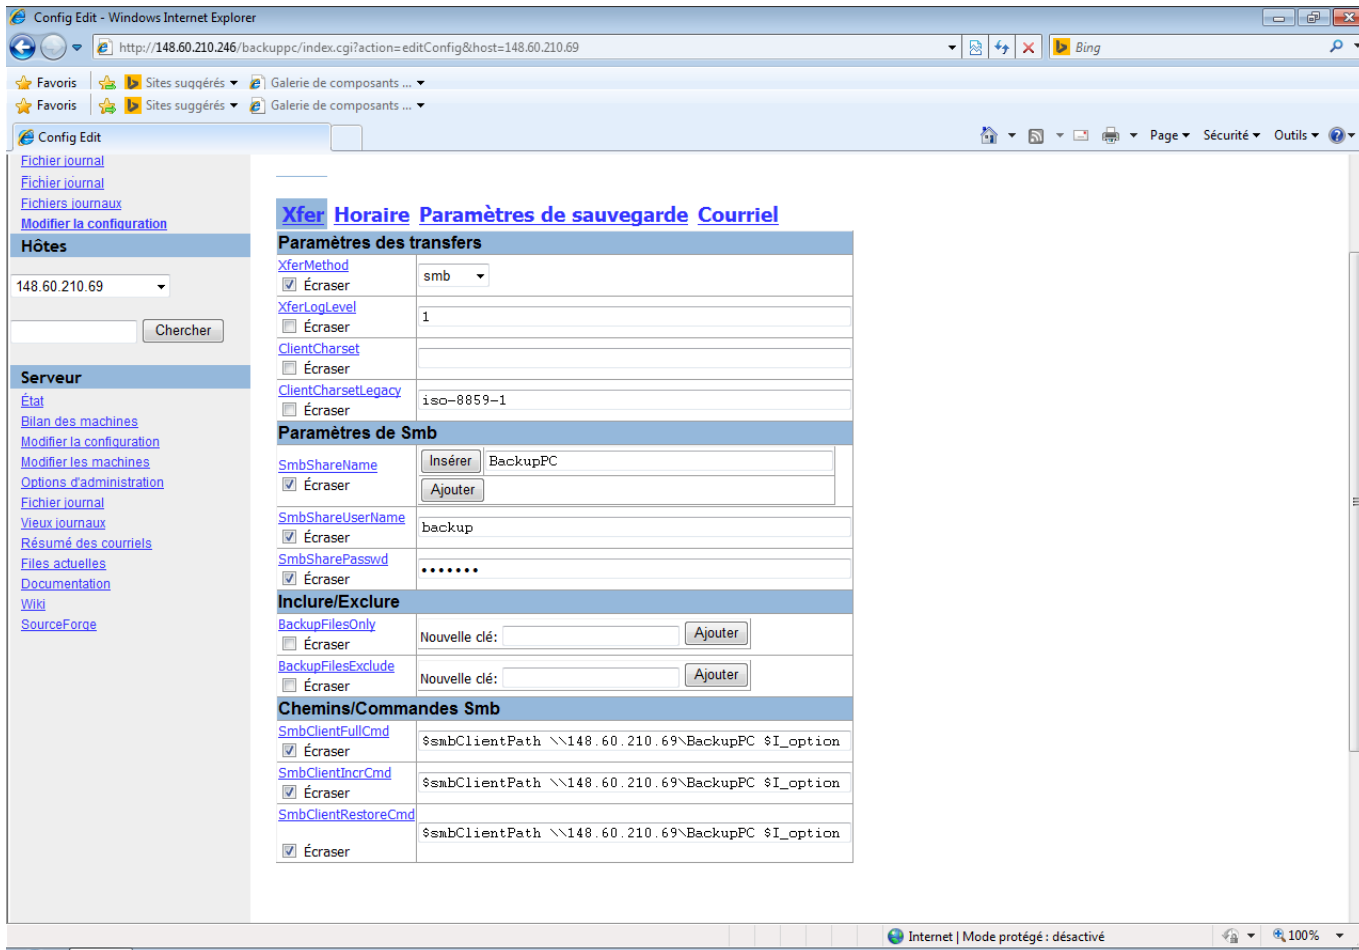 Config Edit - Windows Internet Explorer
http://148.60.210.246/backuppc/index.cgi?action=editConfig&host=148.60.210.69
Bing
Favoris Sites suggérés Galerie de composants ...
Favoris Sites suggérés Galerie de composants ...
Config Edit
Page Sécurité Outils
Fichier journal
Fichier journal
Fichiers journaux
Modifier la configuration
Hôtes
148.60.210.69
Chercher
Serveur
État
Bilan des machines
Modifier la configuration
Modifier les machines
Options d'administration
Fichier journal
Vieux journaux
Résumé des courriels
Files actuelles
Documentation
Wiki
SourceForge
Xfer Horaire Paramètres de sauvegarde Courriel
Paramètres des transfers
XferMethod
Écraser
smb
XferLogLevel
Écraser
1
ClientCharset
Écraser
ClientCharsetLegacy
Écraser
iso-8859-1
Paramètres de Smb
SmbShareName
Écraser
Insérer BackupPC
Ajouter
SmbShareUserName
Écraser
backup
SmbSharePasswd
Écraser
•••••••
Inclure/Exclure
BackupFilesOnly
Écraser
Nouvelle clé: Ajouter
BackupFilesExclude
Écraser
Nouvelle clé: Ajouter
Chemins/Commandes Smb
SmbClientFullCmd
Écraser
$smbClientPath \\148.60.210.69\BackupPC $I_option
SmbClientIncrCmd
Écraser
$smbClientPath \\148.60.210.69\BackupPC $I_option
SmbClientRestoreCmd
Écraser
$smbClientPath \\148.60.210.69\BackupPC $I_option
Internet | Mode protégé : désactivé
100%